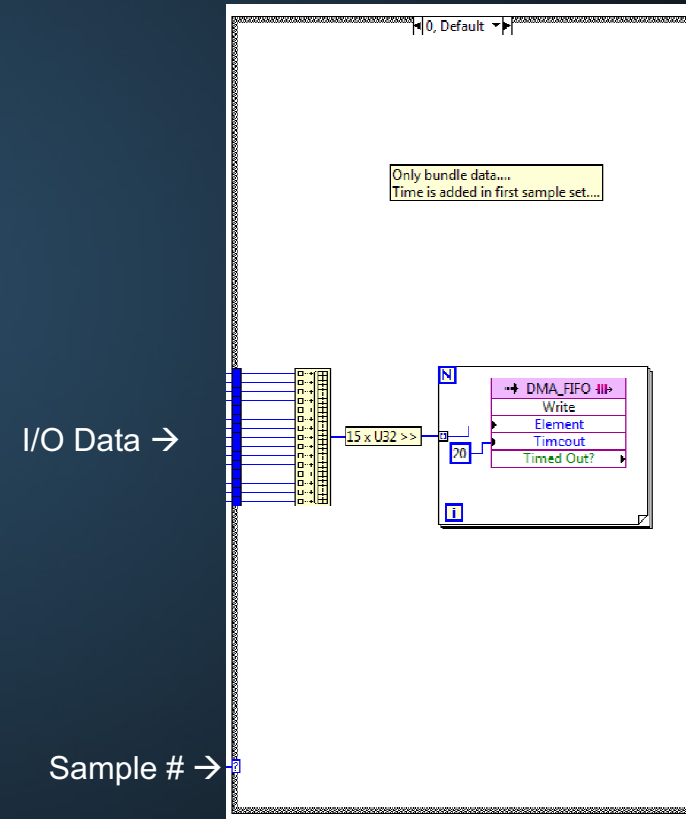 0, Default
Only bundle data....
Time is added in first sample set....
N
DMA_FIFO
Write
I/O Data →
15 x U32 >>
Element
20
Timeout
Timed Out?
i
Sample # →
?